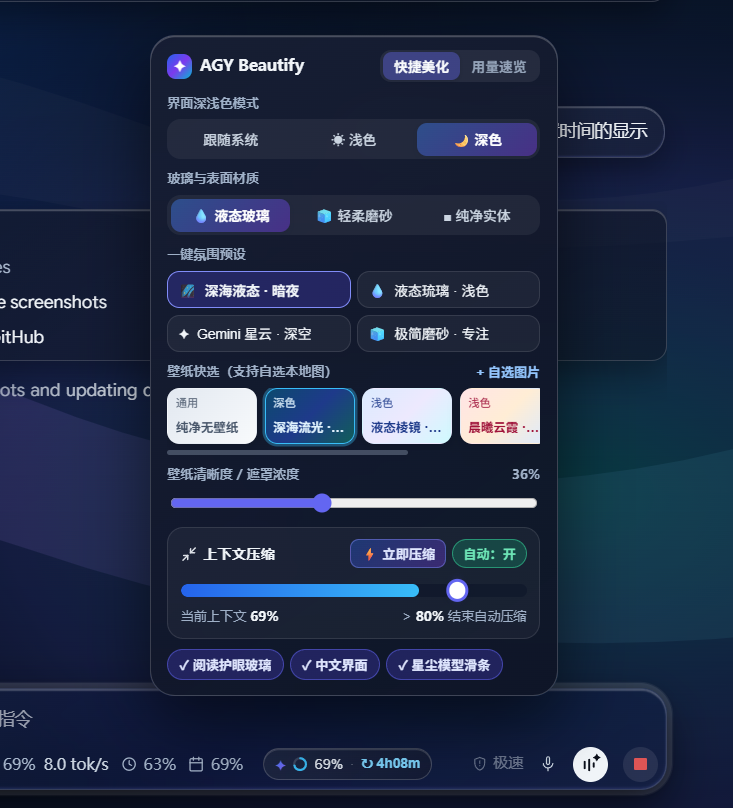 AGY Beautify 快捷美化 用量速览
界面深浅色模式
跟随系统 浅色 深色
时间的显示
玻璃与表面材质
液态玻璃 轻柔磨砂 纯净实体
一键氛围预设
es
深海液态 · 暗夜 液态琉璃 · 浅色
e screenshots
Gemini 星云 · 深空 极简磨砂 · 专注
itHub
壁纸快选（支持自选本地图） + 自选图片
ots and updating
通用 深色 浅色 浅色
纯净无壁纸 深海流光 ·... 液态棱镜 ·... 晨曦云霞 ·...
壁纸清晰度 / 遮罩浓度 36%
上下文压缩 立即压缩 自动：开
当前上下文 69% > 80% 结束自动压缩
✓ 阅读护眼玻璃 ✓ 中文界面 ✓ 星尘模型滑条
指令
69% 8.0 tok/s 63% 69% 69% · ↻ 4h08m 极速